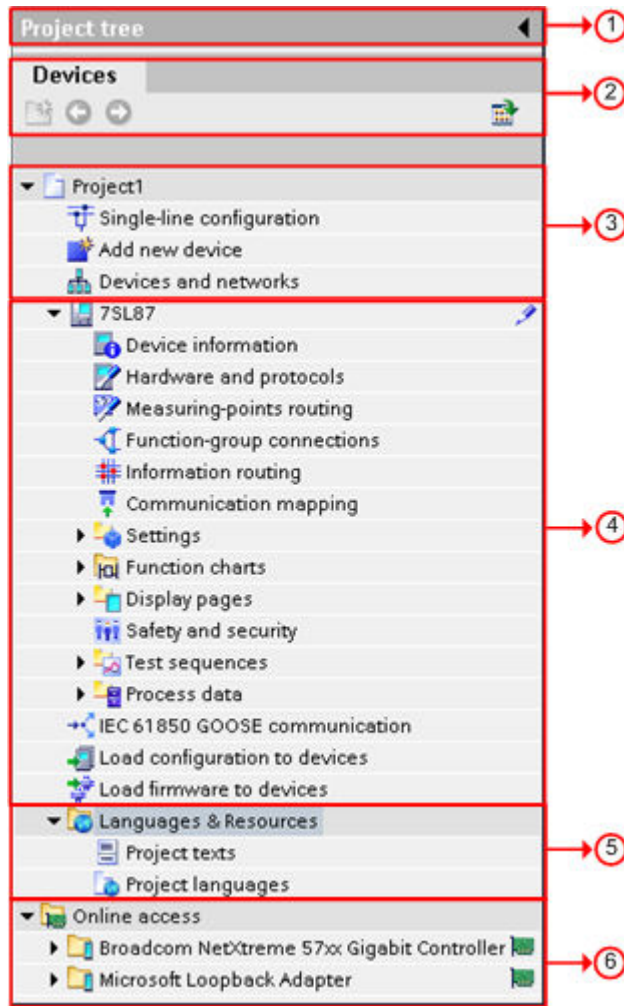 Project tree
1
Devices
2
Project1
Single-line configuration
3
Add new device
Devices and networks
7SL87
Device information
Hardware and protocols
Measuring-points routing
Function-group connections
Information routing
Communication mapping
4
Settings
Function charts
Display pages
Safety and security
Test sequences
Process data
IEC 61850 GOOSE communication
Load configuration to devices
Load firmware to devices
Languages & Resources
Project texts
5
Project languages
Online access
Broadcom NetXtreme 57xx Gigabit Controller
6
Microsoft Loopback Adapter